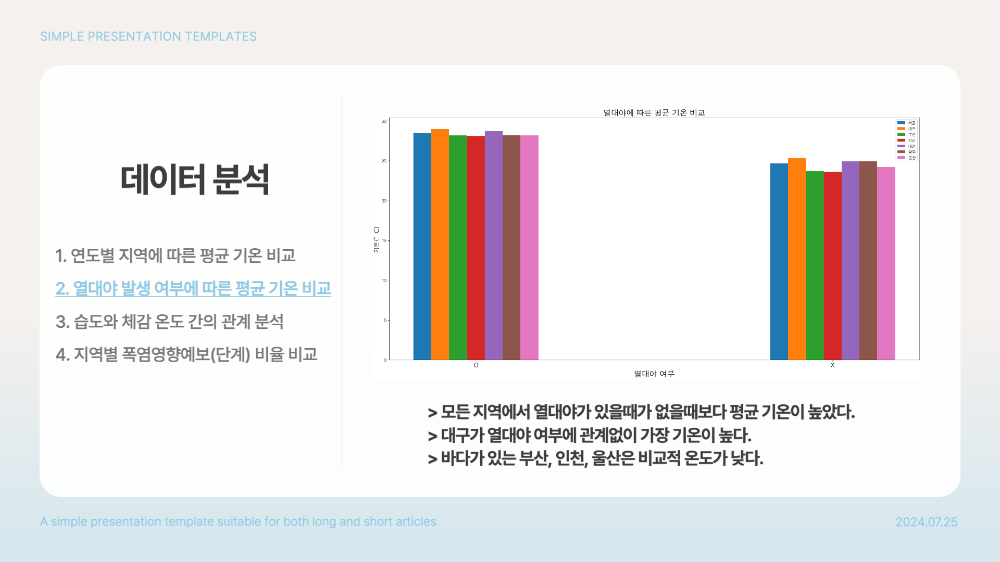 SIMPLE PRESENTATION TEMPLATES
데이터 분석
1. 연도별 지역에 따른 평균 기온 비교
2. 열대야 발생 여부에 따른 평균 기온 비교
3. 습도와 체감 온도 간의 관계 분석
4. 지역별 폭염영향예보(단계) 비율 비교
열대야에 따른 평균 기온 비교
기온(° C)
30
25
20
15
10
5
0
서울
대구
부산
인천
대전
광주
울산
O
X
열대야 여부
> 모든 지역에서 열대야가 있을때가 없을때보다 평균 기온이 높았다.
> 대구가 열대야 여부에 관계없이 가장 기온이 높다.
> 바다가 있는 부산, 인천, 울산은 비교적 온도가 낮다.
A simple presentation template suitable for both long and short articles
2024.07.25